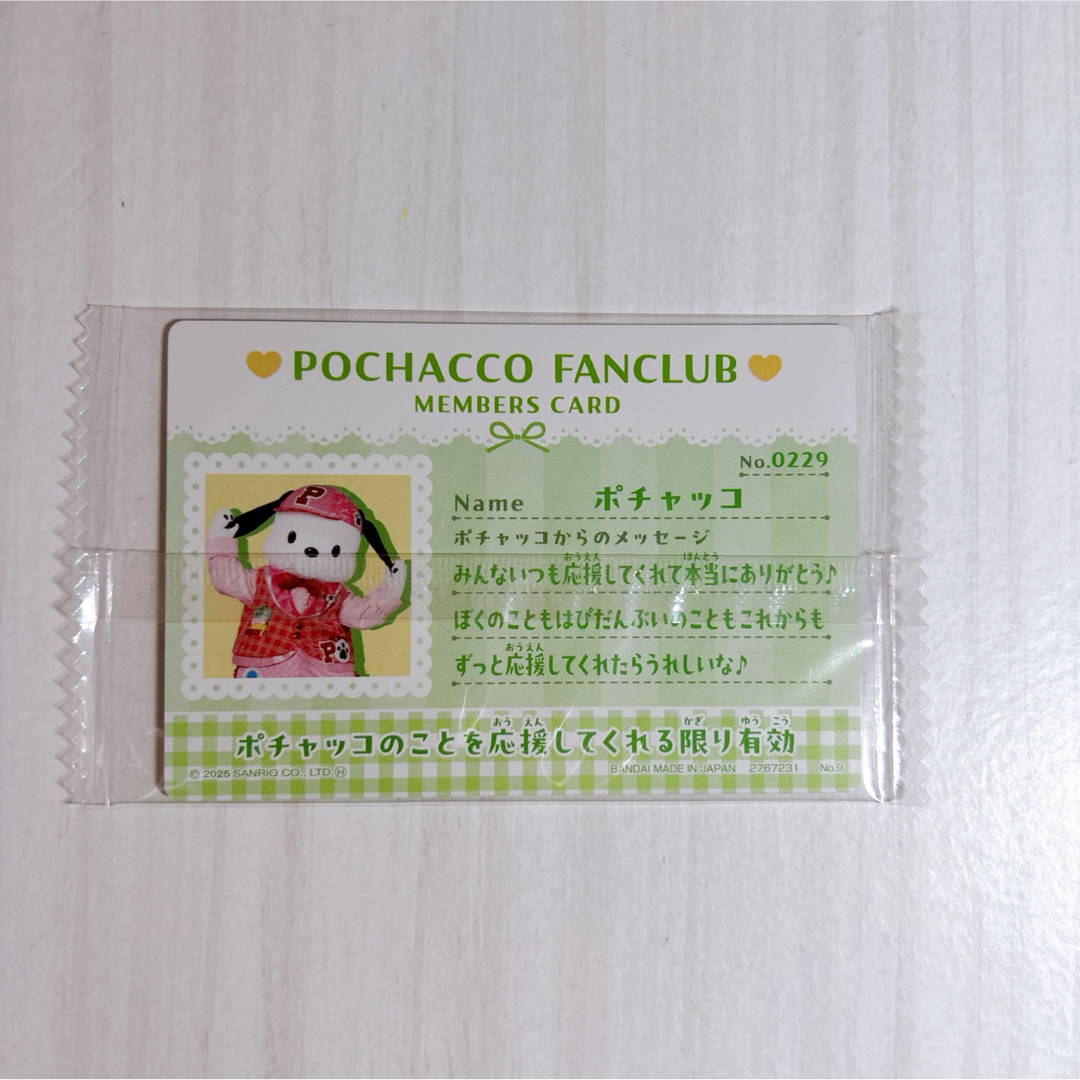 POCHACCO FANCLUB
MEMBERS CARD
No.0229
Name ポチャッコ
ポチャッコからのメッセージ
みんないつも応援してくれて本当にありがとう♪
ぼくのこともはぴだんぶいのこともこれからも
ずっと応援してくれたらうれしいな♪
ポチャッコのことを応援してくれる限り有効
© 2025 SANRIO CO., LTD. Ⓗ
BANDAI MADE IN JAPAN 2767231 No.9
P
P